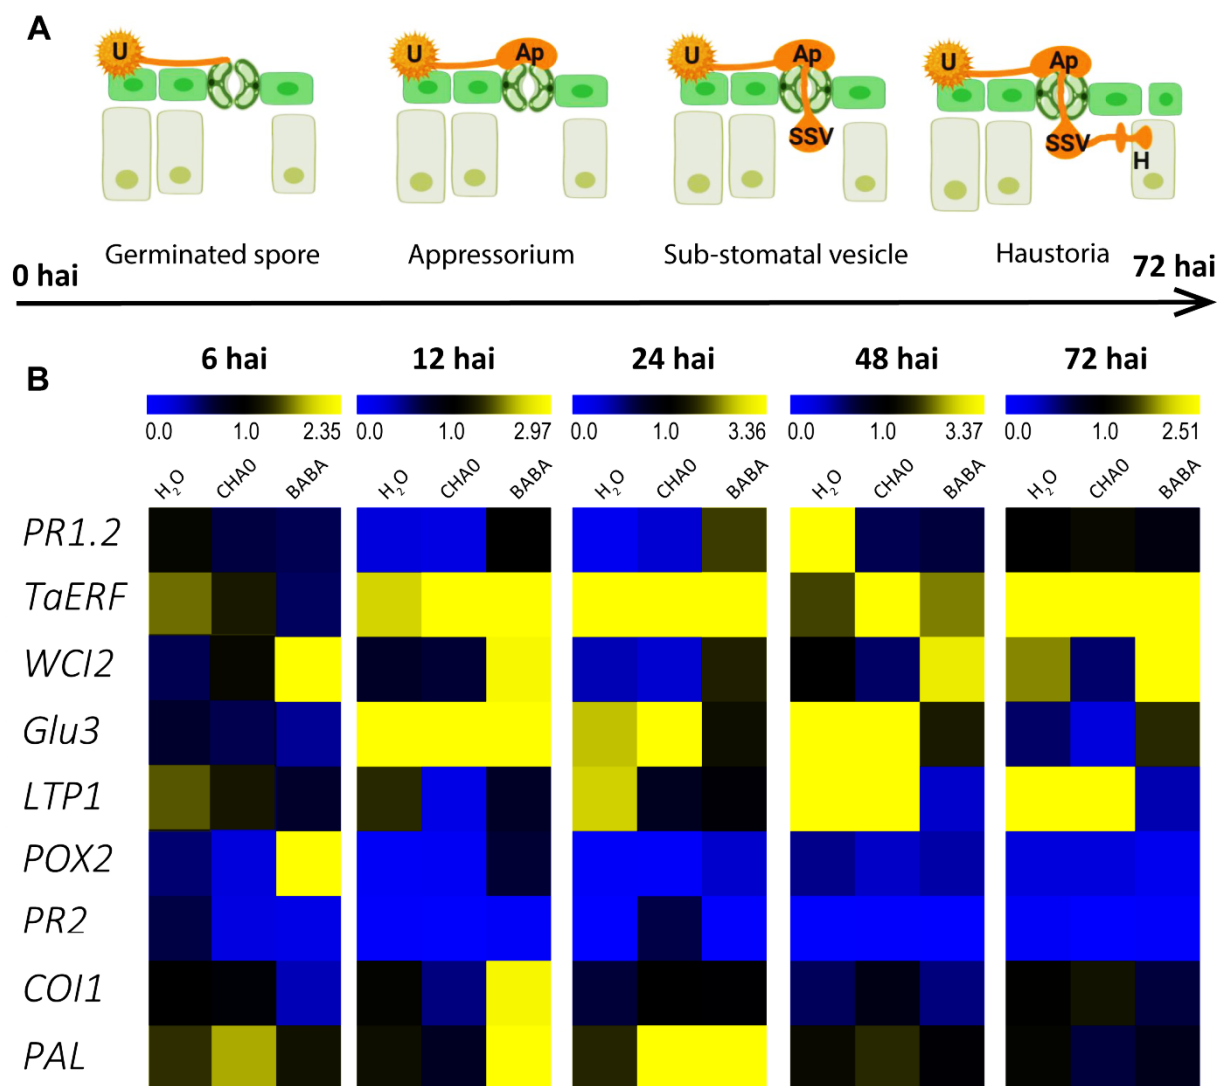 A
U
U Ap
U Ap SSV
U Ap SSV H
Germinated spore Appressorium Sub-stomatal vesicle Haustoria
0 hai 72 hai
B
6 hai 12 hai 24 hai 48 hai 72 hai
0.0 1.0 2.35 0.0 1.0 2.97 0.0 1.0 3.36 0.0 1.0 3.37 0.0 1.0 2.51
H₂O CHA0 BABA H₂O CHA0 BABA H₂O CHA0 BABA H₂O CHA0 BABA H₂O CHA0 BABA
PR1.2
TaERF
WCI2
Glu3
LTP1
POX2
PR2
COI1
PAL